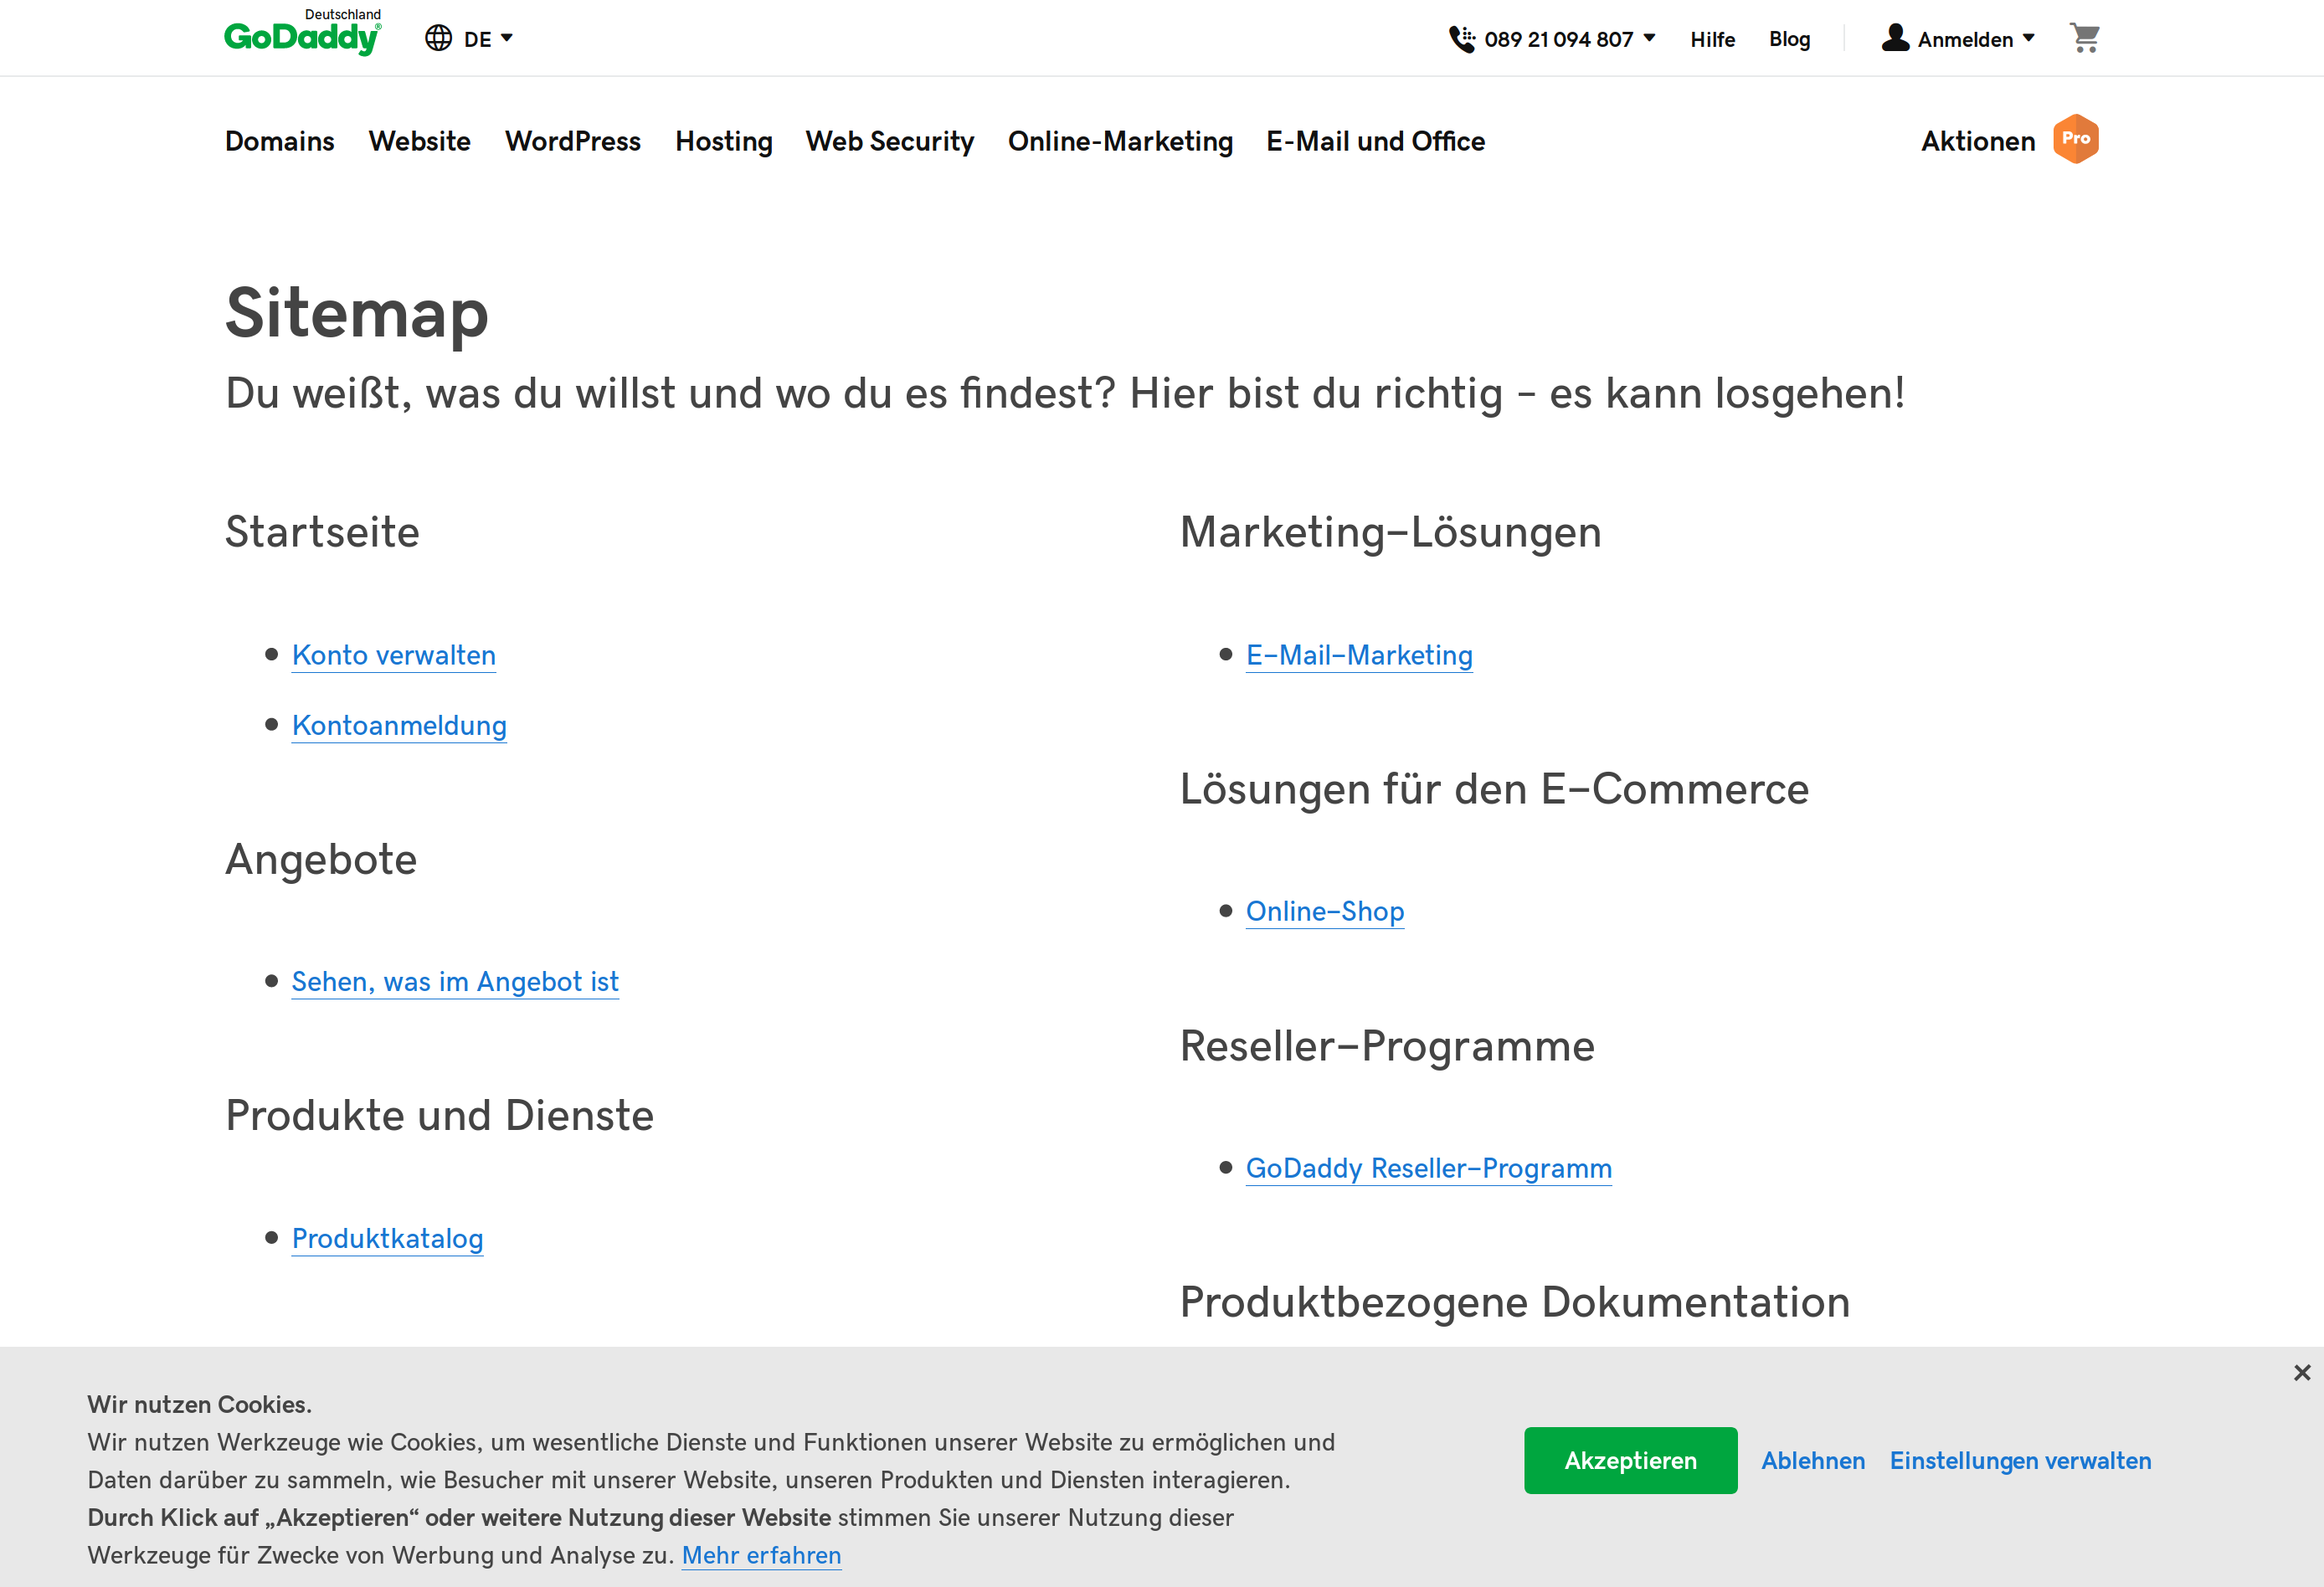 Deutschland
GoDaddy®
DE
089 21 094 807
Hilfe
Blog
Anmelden
Domains
Website
WordPress
Hosting
Web Security
Online-Marketing
E-Mail und Office
Aktionen
Pro
Sitemap
Du weißt, was du willst und wo du es findest? Hier bist du richtig – es kann losgehen!
Startseite
Konto verwalten
Kontoanmeldung
Angebote
Sehen, was im Angebot ist
Produkte und Dienste
Produktkatalog
Marketing-Lösungen
E-Mail-Marketing
Lösungen für den E-Commerce
Online-Shop
Reseller-Programme
GoDaddy Reseller-Programm
Produktbezogene Dokumentation
Wir nutzen Cookies.
Wir nutzen Werkzeuge wie Cookies, um wesentliche Dienste und Funktionen unserer Website zu ermöglichen und
Daten darüber zu sammeln, wie Besucher mit unserer Website, unseren Produkten und Diensten interagieren.
Durch Klick auf „Akzeptieren“ oder weitere Nutzung dieser Website stimmen Sie unserer Nutzung dieser
Werkzeuge für Zwecke von Werbung und Analyse zu. Mehr erfahren
Akzeptieren
Ablehnen
Einstellungen verwalten